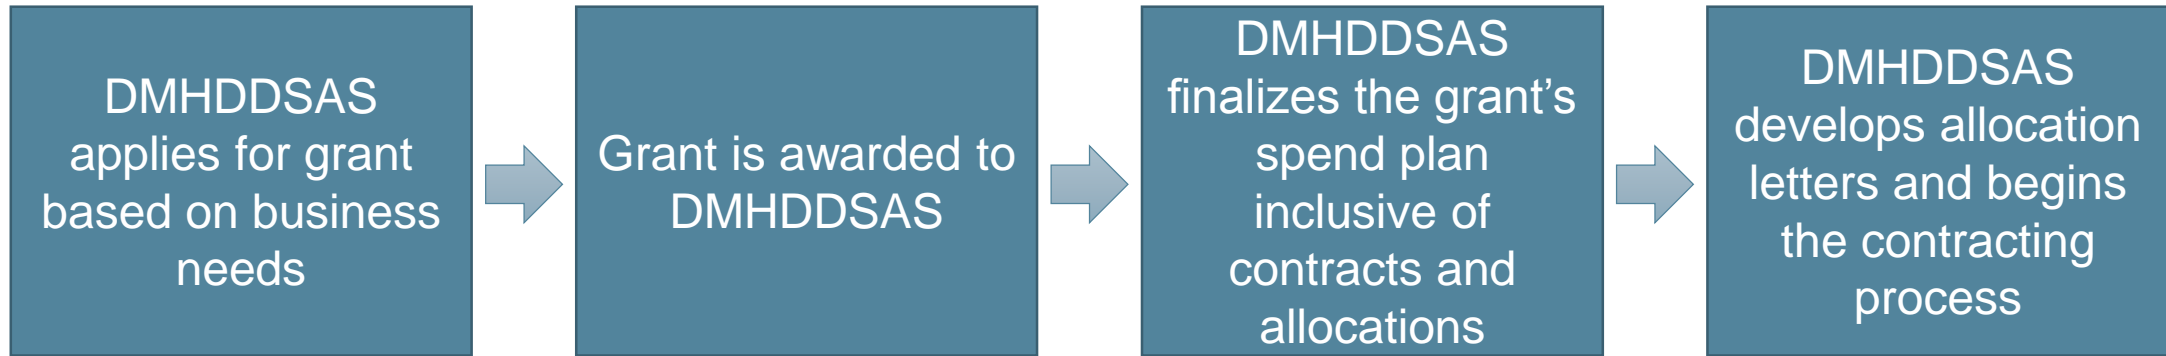 DMHDDSAS
applies for grant
based on business
needs
Grant is awarded to
DMHDDSAS
DMHDDSAS
finalizes the grant’s
spend plan
inclusive of
contracts and
allocations
DMHDDSAS
develops allocation
letters and begins
the contracting
process